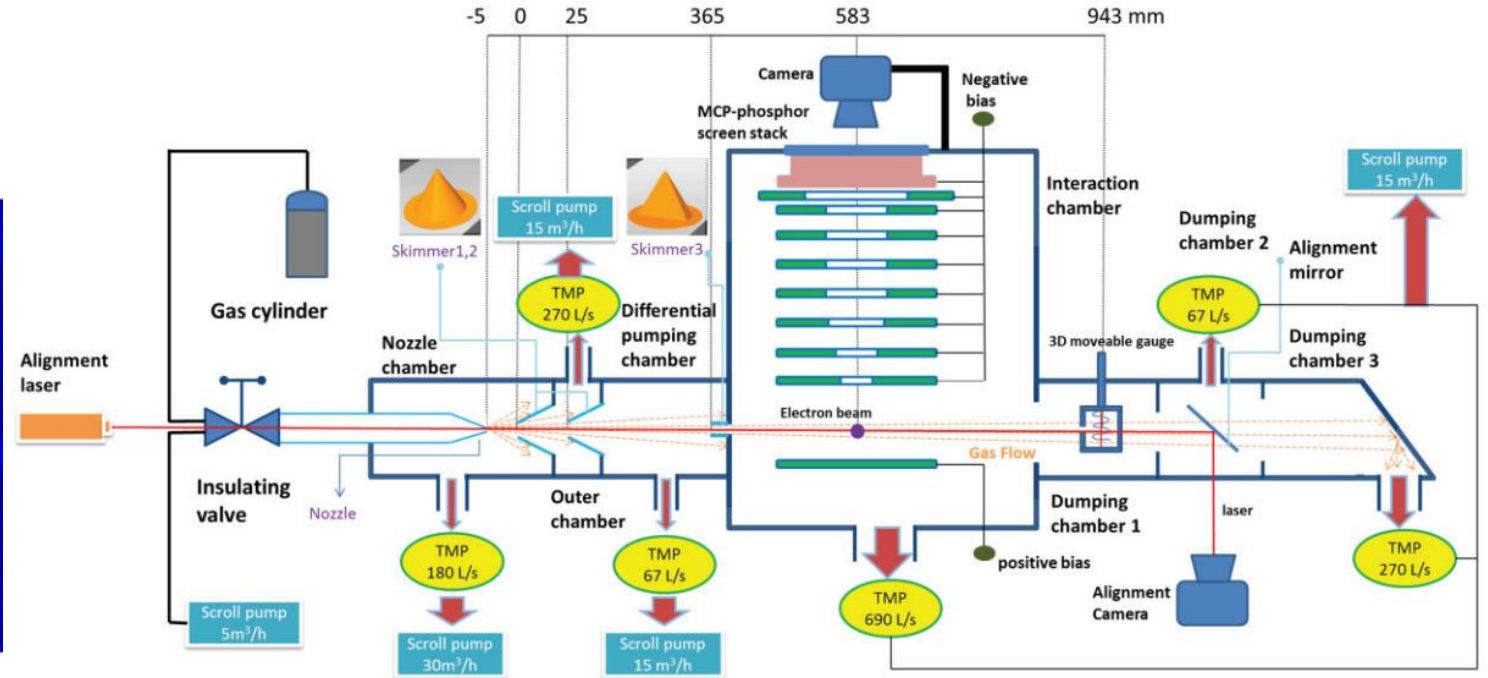 -5 0 25 365 583 943 mm
Camera
Negative
bias
MCP-phosphor
screen stack
Scroll pump
15 m³/h
Interaction
chamber
Skimmer1,2
Scroll pump
15 m³/h
Skimmer3
Dumping
chamber 2
Alignment
mirror
Gas cylinder
TMP
270 L/s
Differential
pumping
chamber
TMP
67 L/s
Nozzle
chamber
3D moveable gauge
Dumping
chamber 3
Alignment
laser
Electron beam
Gas Flow
Insulating
valve
Nozzle
Outer
chamber
Dumping
chamber 1
laser
TMP
180 L/s
TMP
67 L/s
positive bias
TMP
270 L/s
TMP
690 L/s
Alignment
Camera
Scroll pump
5m³/h
Scroll pump
30m³/h
Scroll pump
15 m³/h